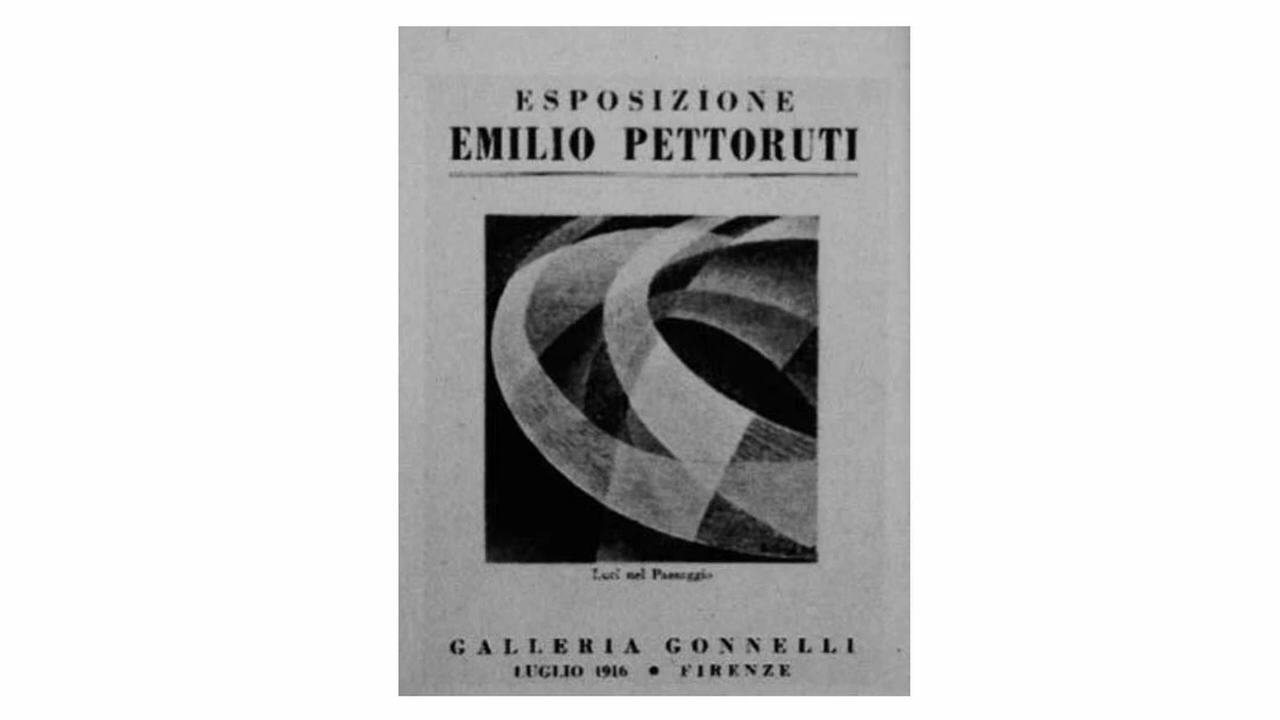 ESPOSIZIONE
EMILIO PETTORUTI
Luci nel Paesaggio
GALLERIA GONNELLI
LUGLIO 1916 • FIRENZE